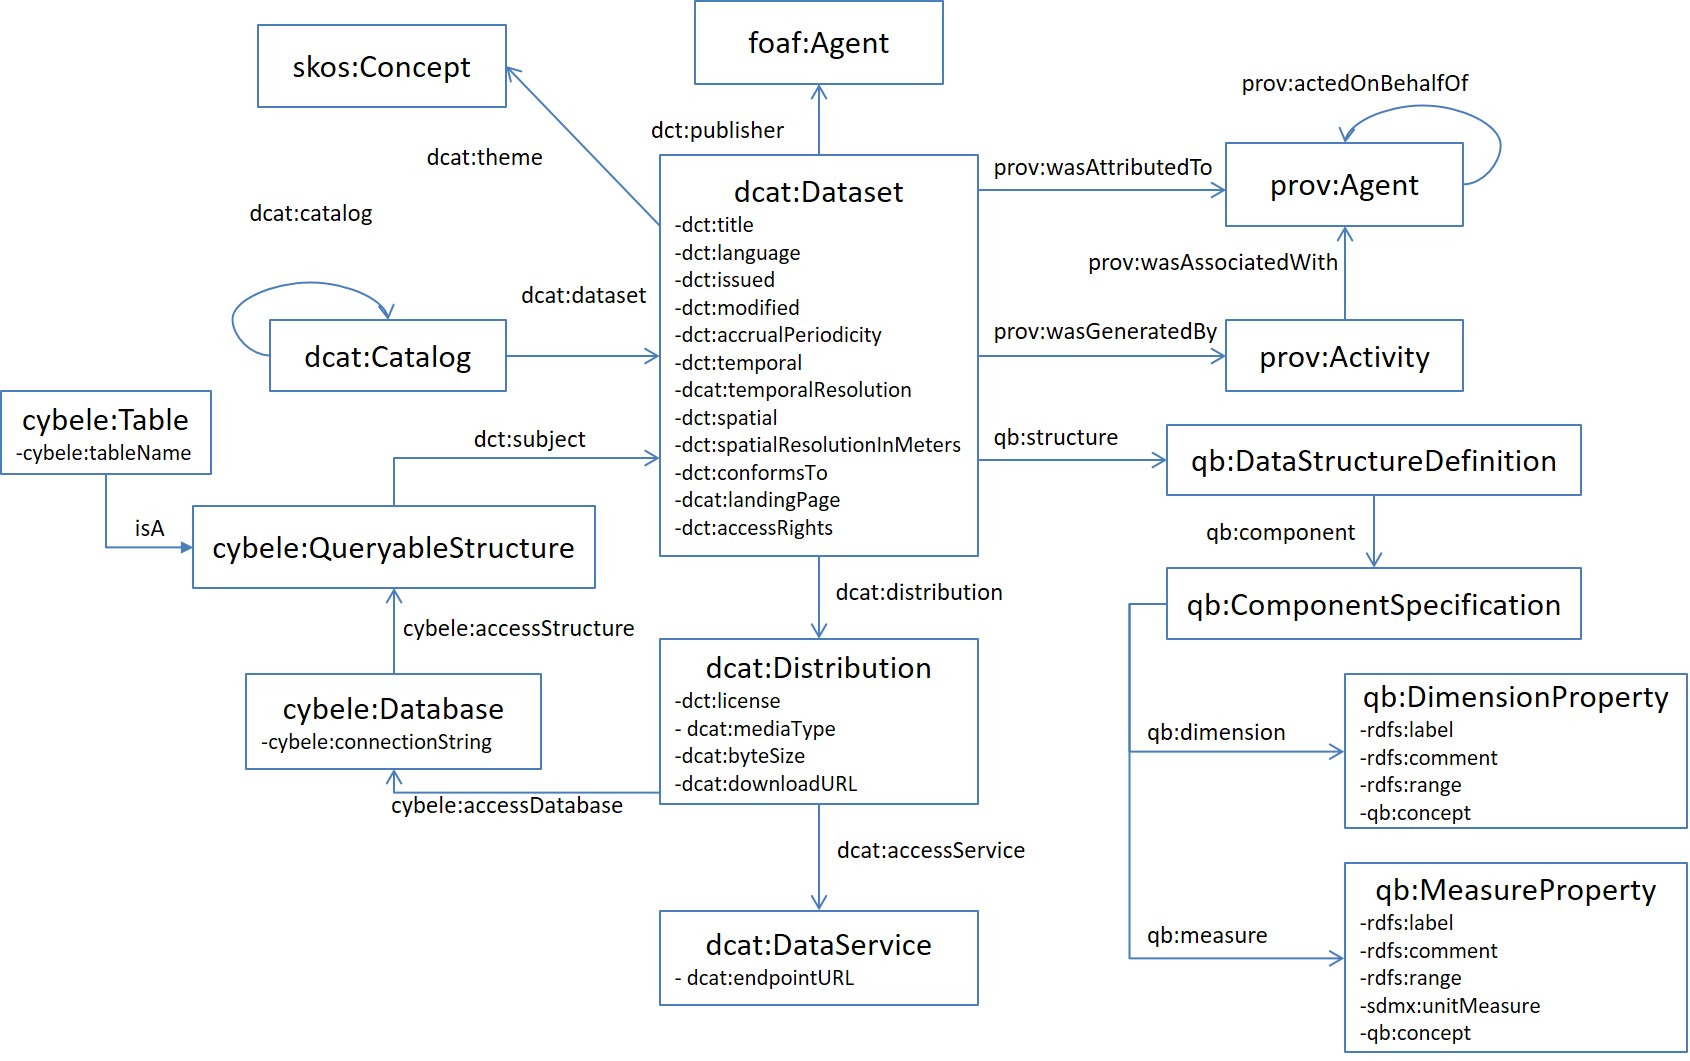 foaf:Agent
skos:Concept
prov:actedOnBehalfOf
dct:publisher
dcat:theme
prov:wasAttributedTo
prov:Agent
dcat:Dataset
-dct:title
-dct:language
-dct:issued
-dct:modified
-dct:accrualPeriodicity
-dct:temporal
-dcat:temporalResolution
-dct:spatial
-dct:spatialResolutionInMeters
-dct:conformsTo
-dcat:landingPage
-dct:accessRights
dcat:catalog
prov:wasAssociatedWith
dcat:dataset
prov:wasGeneratedBy
dcat:Catalog
prov:Activity
cybele:Table
-cybele:tableName
dct:subject
qb:structure
qb:DataStructureDefinition
isA
cybele:QueryableStructure
qb:component
dcat:distribution
qb:ComponentSpecification
cybele:accessStructure
dcat:Distribution
-dct:license
- dcat:mediaType
-dcat:byteSize
-dcat:downloadURL
cybele:Database
-cybele:connectionString
cybele:accessDatabase
qb:dimension
qb:DimensionProperty
-rdfs:label
-rdfs:comment
-rdfs:range
-qb:concept
dcat:accessService
dcat:DataService
- dcat:endpointURL
qb:measure
qb:MeasureProperty
-rdfs:label
-rdfs:comment
-rdfs:range
-sdmx:unitMeasure
-qb:concept